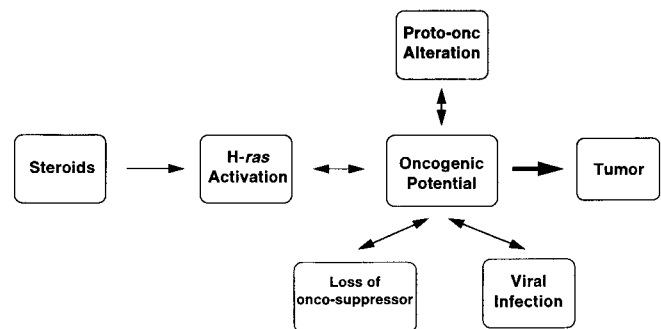 Proto-onc
Alteration
Steroids
H-ras
Activation
Oncogenic
Potential
Tumor
Loss of
onco-suppressor
Viral
Infection